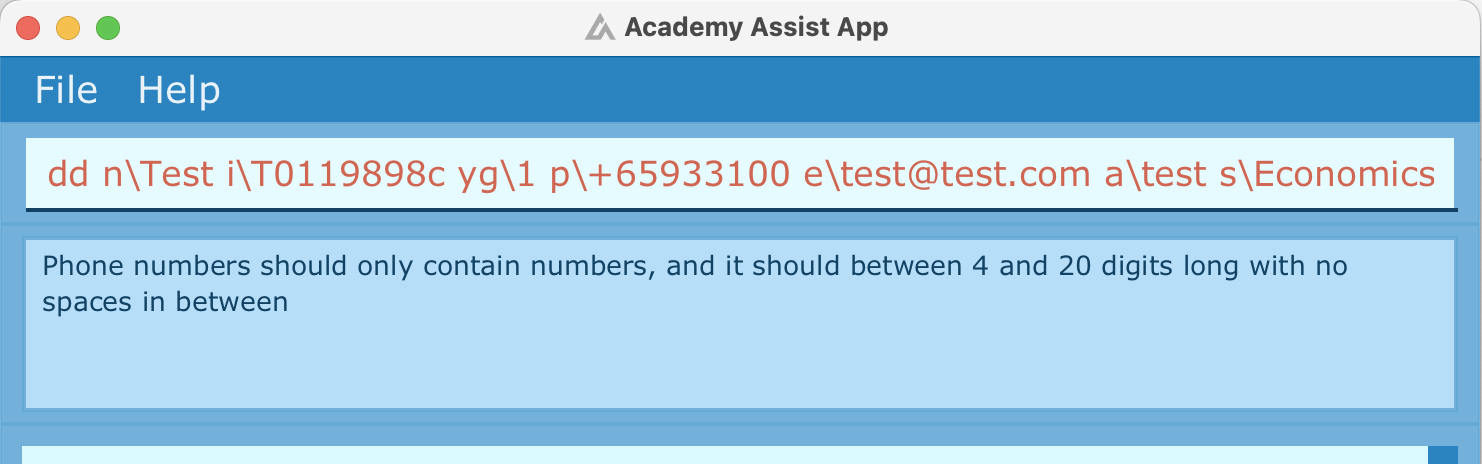 Academy Assist App
File Help
dd n\Test i\T0119898c yg\1 p\+65933100 e\test@test.com a\test s\Economics
Phone numbers should only contain numbers, and it should between 4 and 20 digits long with no
spaces in between